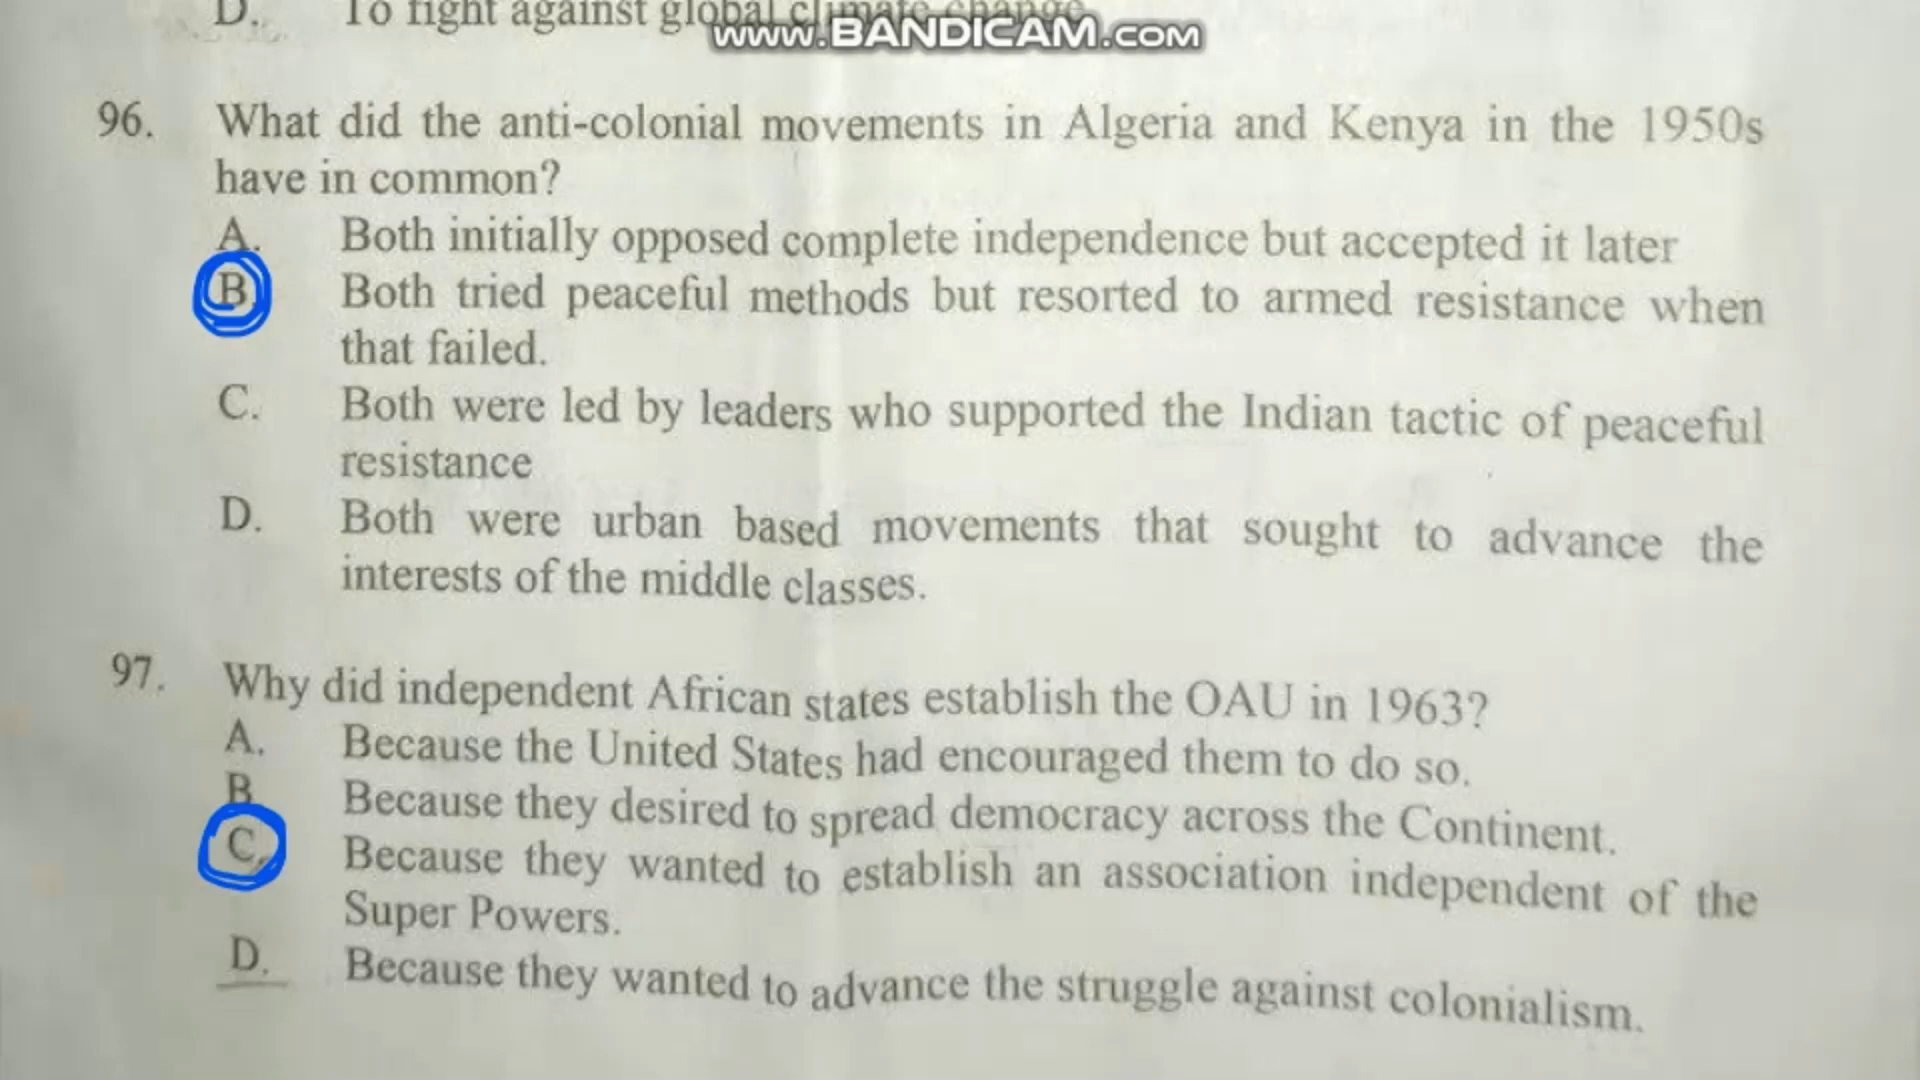 D. To fight against global climate change
www.BANDICAM.com
96. What did the anti-colonial movements in Algeria and Kenya in the 1950s
have in common?
A. Both initially opposed complete independence but accepted it later
B. Both tried peaceful methods but resorted to armed resistance when
that failed.
C. Both were led by leaders who supported the Indian tactic of peaceful
resistance
D. Both were urban based movements that sought to advance the
interests of the middle classes.
97. Why did independent African states establish the OAU in 1963?
A. Because the United States had encouraged them to do so.
B. Because they desired to spread democracy across the Continent.
C. Because they wanted to establish an association independent of the
Super Powers.
D. Because they wanted to advance the struggle against colonialism.